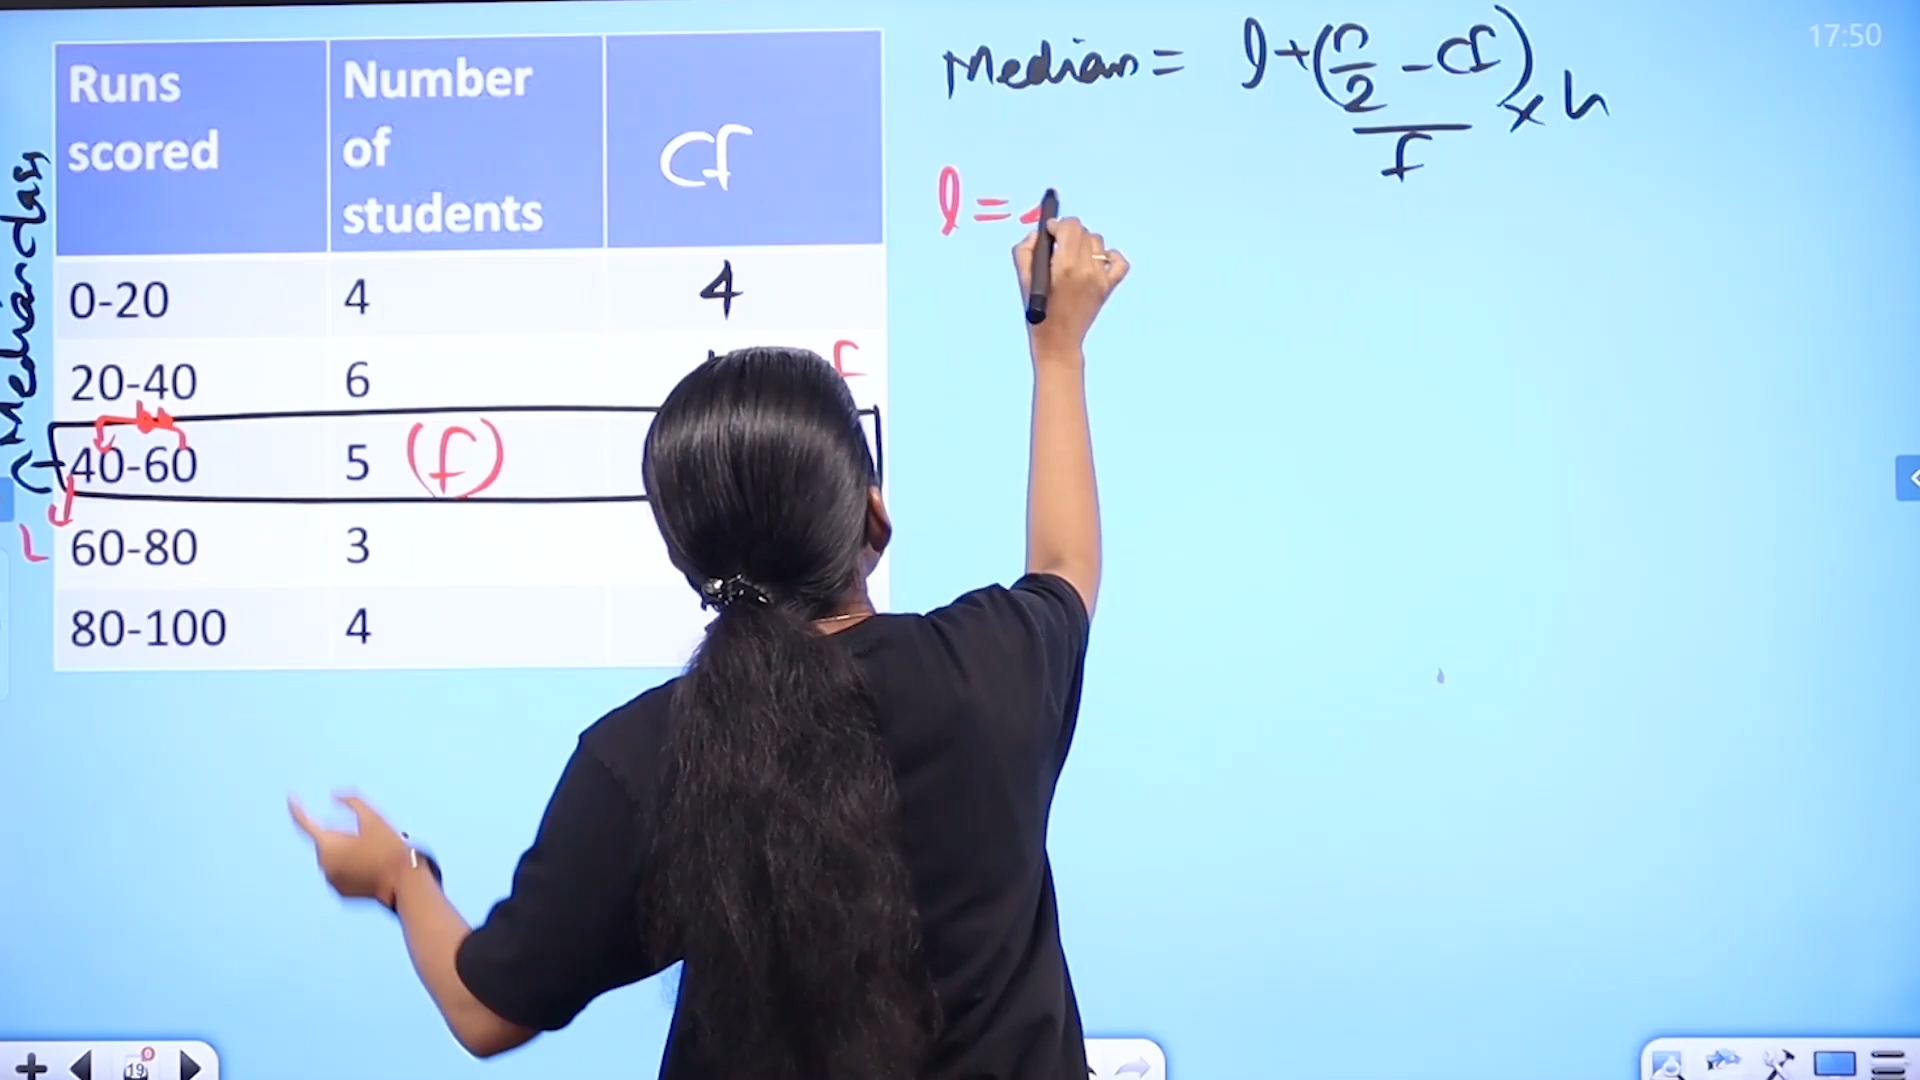 17:50
Runs scored
Number of students
Cf
0-20 4 4
20-40 6
40-60 5 (f)
60-80 3
80-100 4
Median class
Median = l+(n/2 - Cf)/f × h
l =
h
L
19